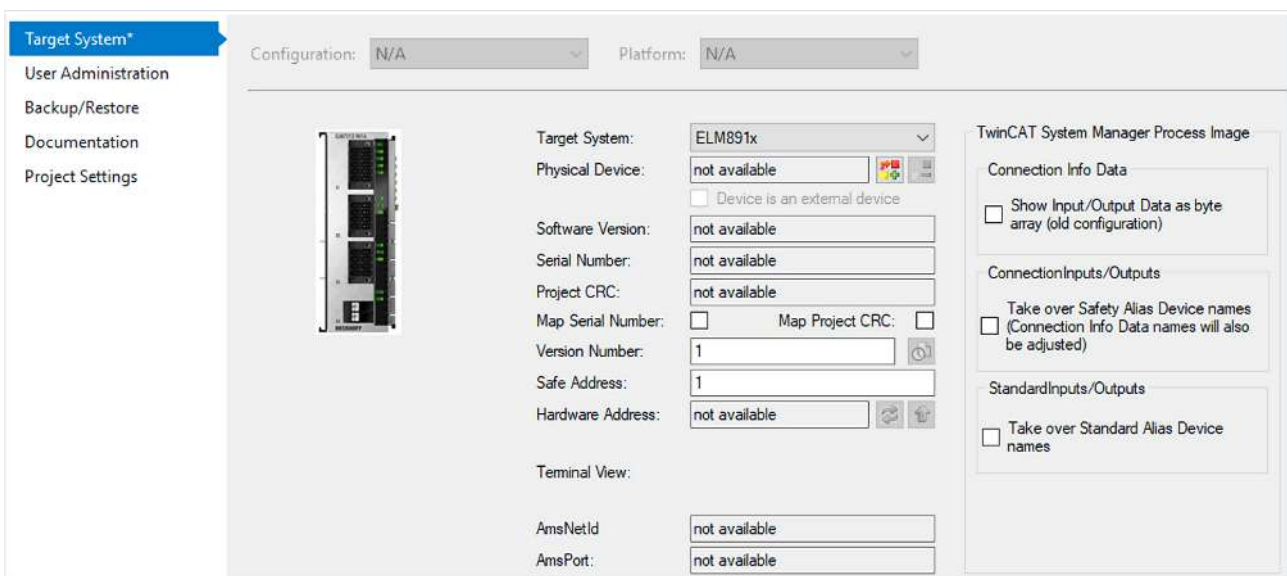 Target System*
User Administration
Backup/Restore
Documentation
Project Settings
Configuration: N/A Platform: N/A
Target System: ELM891x
Physical Device: not available
Device is an external device
Software Version: not available
Serial Number: not available
Project CRC: not available
Map Serial Number: Map Project CRC:
Version Number: 1
Safe Address: 1
Hardware Address: not available
Terminal View:
AmsNetId not available
AmsPort: not available
TwinCAT System Manager Process Image
Connection Info Data
Show Input/Output Data as byte
array (old configuration)
ConnectionInputs/Outputs
Take over Safety Alias Device names
(Connection Info Data names will also
be adjusted)
StandardInputs/Outputs
Take over Standard Alias Device
names